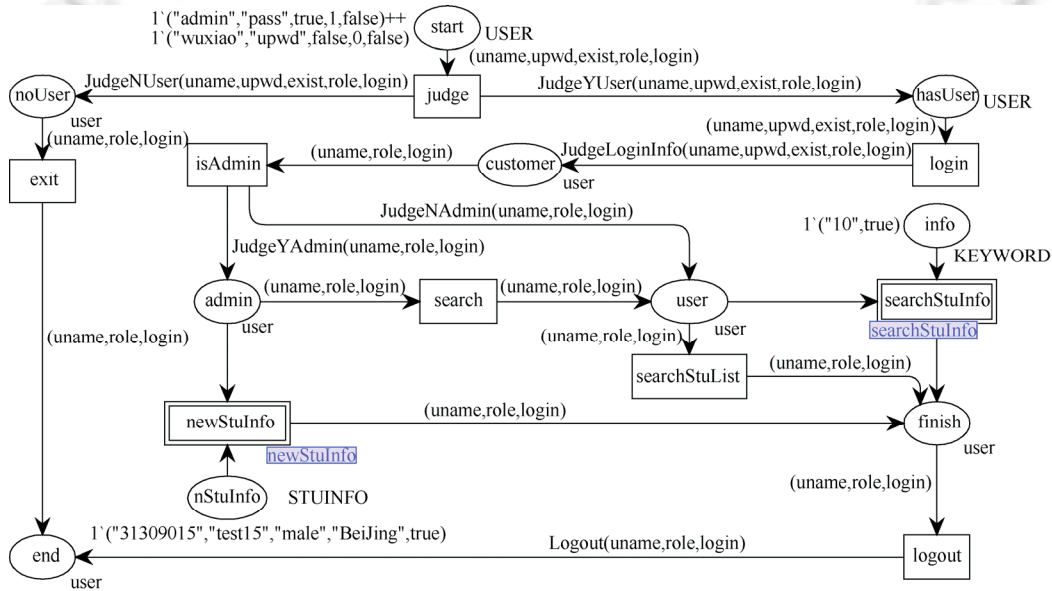 1`("admin","pass",true,1,false)++
1`("wuxiao","upwd",false,0,false)
start
USER
(uname,upwd,exist,role,login)
JudgeNUser(uname,upwd,exist,role,login)
judge
JudgeYUser(uname,upwd,exist,role,login)
noUser
user
hasUser
USER
(uname,role,login)
(uname,upwd,exist,role,login)
exit
isAdmin
(uname,role,login)
customer
user
JudgeLoginInfo(uname,upwd,exist,role,login)
login
JudgeNAdmin(uname,role,login)
JudgeYAdmin(uname,role,login)
1`("10",true)
info
KEYWORD
admin
user
(uname,role,login)
search
(uname,role,login)
user
user
searchStuInfo
searchStuInfo
(uname,role,login)
(uname,role,login)
searchStuList
(uname,role,login)
newStuInfo
newStuInfo
(uname,role,login)
finish
user
nStuInfo
STUINFO
(uname,role,login)
1`("31309015","test15","male","BeiJing",true)
end
user
Logout(uname,role,login)
logout